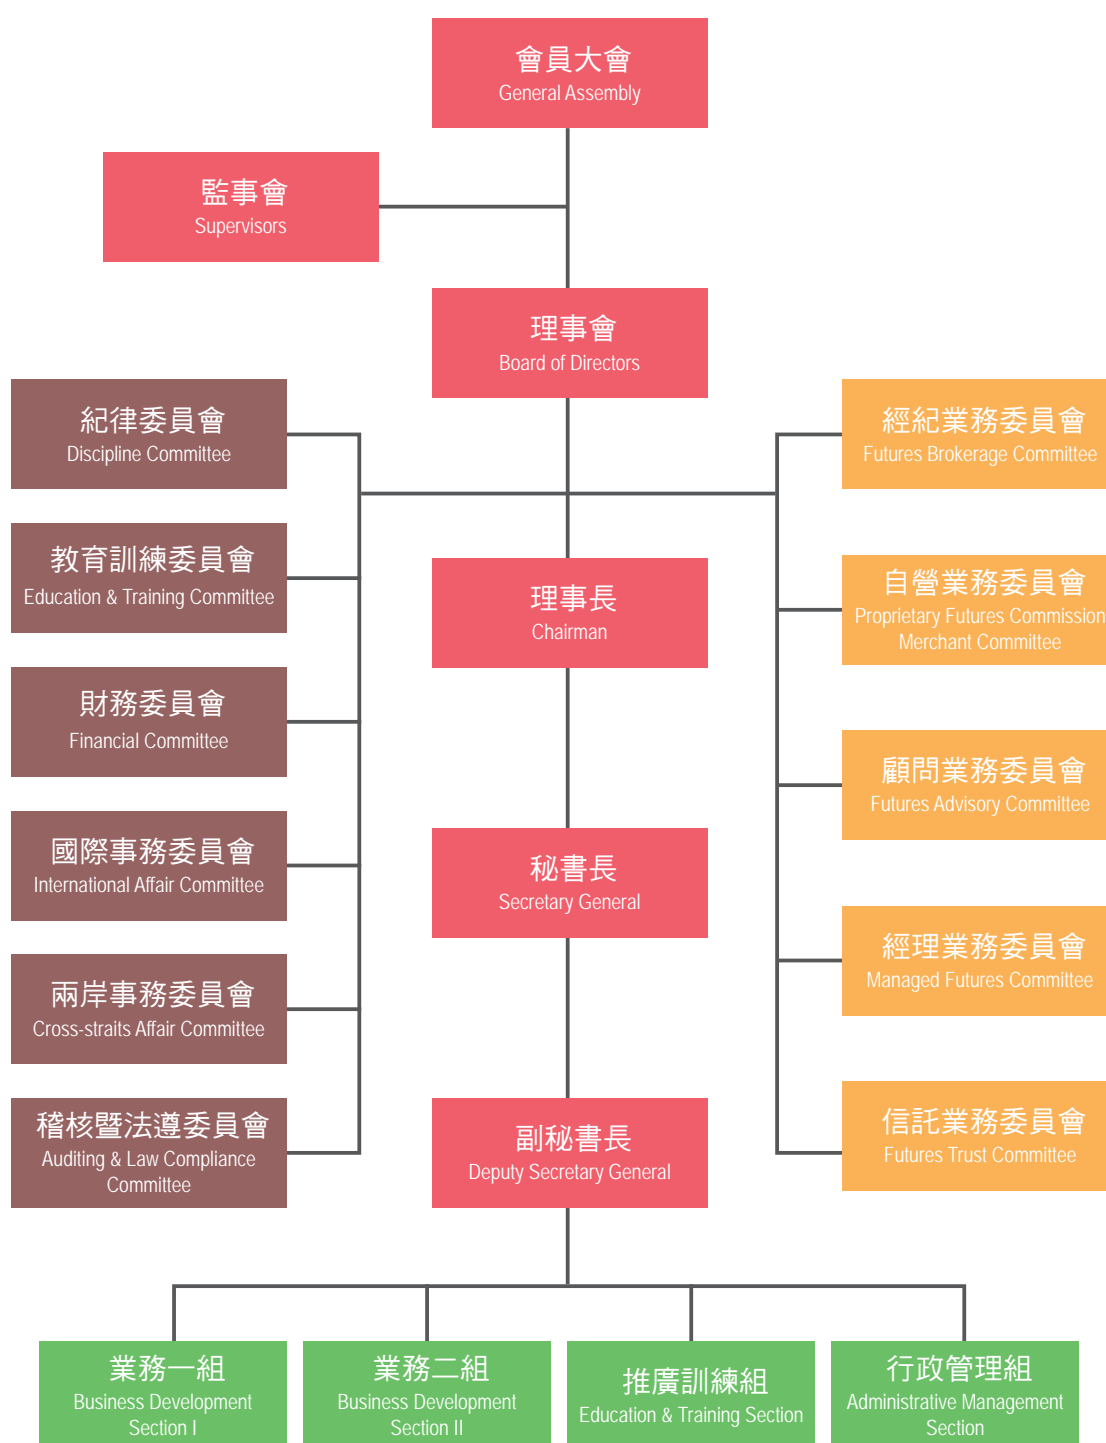 會員大會
General Assembly
監事會
Supervisors
理事會
Board of Directors
紀律委員會
Discipline Committee
教育訓練委員會
Education & Training Committee
財務委員會
Financial Committee
國際事務委員會
International Affair Committee
兩岸事務委員會
Cross-straits Affair Committee
稽核暨法遵委員會
Auditing & Law Compliance
Committee
理事長
Chairman
秘書長
Secretary General
副秘書長
Deputy Secretary General
經紀業務委員會
Futures Brokerage Committee
自營業務委員會
Proprietary Futures Commission
Merchant Committee
顧問業務委員會
Futures Advisory Committee
經理業務委員會
Managed Futures Committee
信託業務委員會
Futures Trust Committee
業務一組
Business Development
Section I
業務二組
Business Development
Section II
推廣訓練組
Education & Training Section
行政管理組
Administrative Management
Section